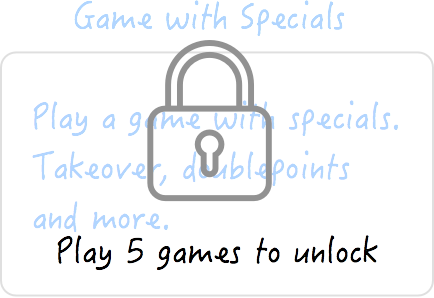 Game with Specials
Play a game with specials.
Takeover, doublepoints
and more.
Play 5 games to unlock